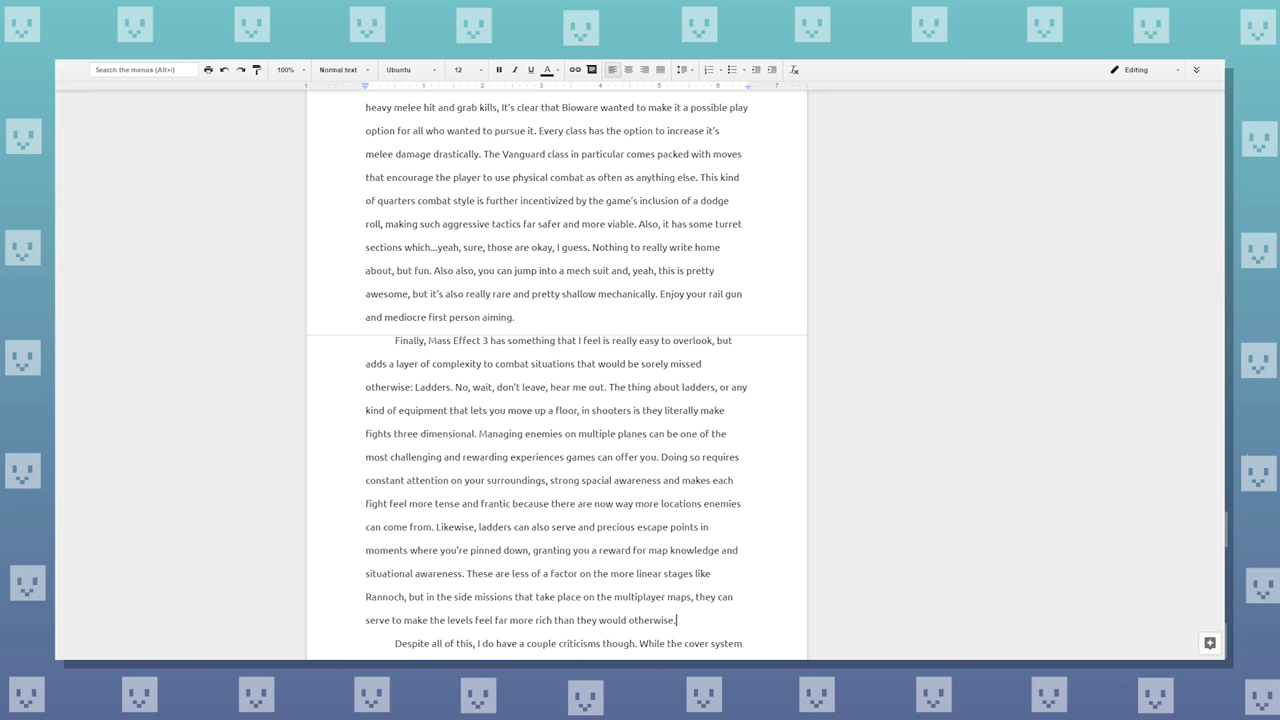 Search the menus (Alt+/)
100%
Normal text
Ubuntu
12
B I U A
Editing
1 1 2 3 4 5 6 7
heavy melee hit and grab kills, It's clear that Bioware wanted to make it a possible play
option for all who wanted to pursue it. Every class has the option to increase it's
melee damage drastically. The Vanguard class in particular comes packed with moves
that encourage the player to use physical combat as often as anything else. This kind
of quarters combat style is further incentivized by the game's inclusion of a dodge
roll, making such aggressive tactics far safer and more viable. Also, it has some turret
sections which...yeah, sure, those are okay, I guess. Nothing to really write home
about, but fun. Also also, you can jump into a mech suit and, yeah, this is pretty
awesome, but it's also really rare and pretty shallow mechanically. Enjoy your rail gun
and mediocre first person aiming.
Finally, Mass Effect 3 has something that I feel is really easy to overlook, but
adds a layer of complexity to combat situations that would be sorely missed
otherwise: Ladders. No, wait, don't leave, hear me out. The thing about ladders, or any
kind of equipment that lets you move up a floor, in shooters is they literally make
fights three dimensional. Managing enemies on multiple planes can be one of the
most challenging and rewarding experiences games can offer you. Doing so requires
constant attention on your surroundings, strong spacial awareness and makes each
fight feel more tense and frantic because there are now way more locations enemies
can come from. Likewise, ladders can also serve and precious escape points in
moments where you're pinned down, granting you a reward for map knowledge and
situational awareness. These are less of a factor on the more linear stages like
Rannoch, but in the side missions that take place on the multiplayer maps, they can
serve to make the levels feel far more rich than they would otherwise.
Despite all of this, I do have a couple criticisms though. While the cover system